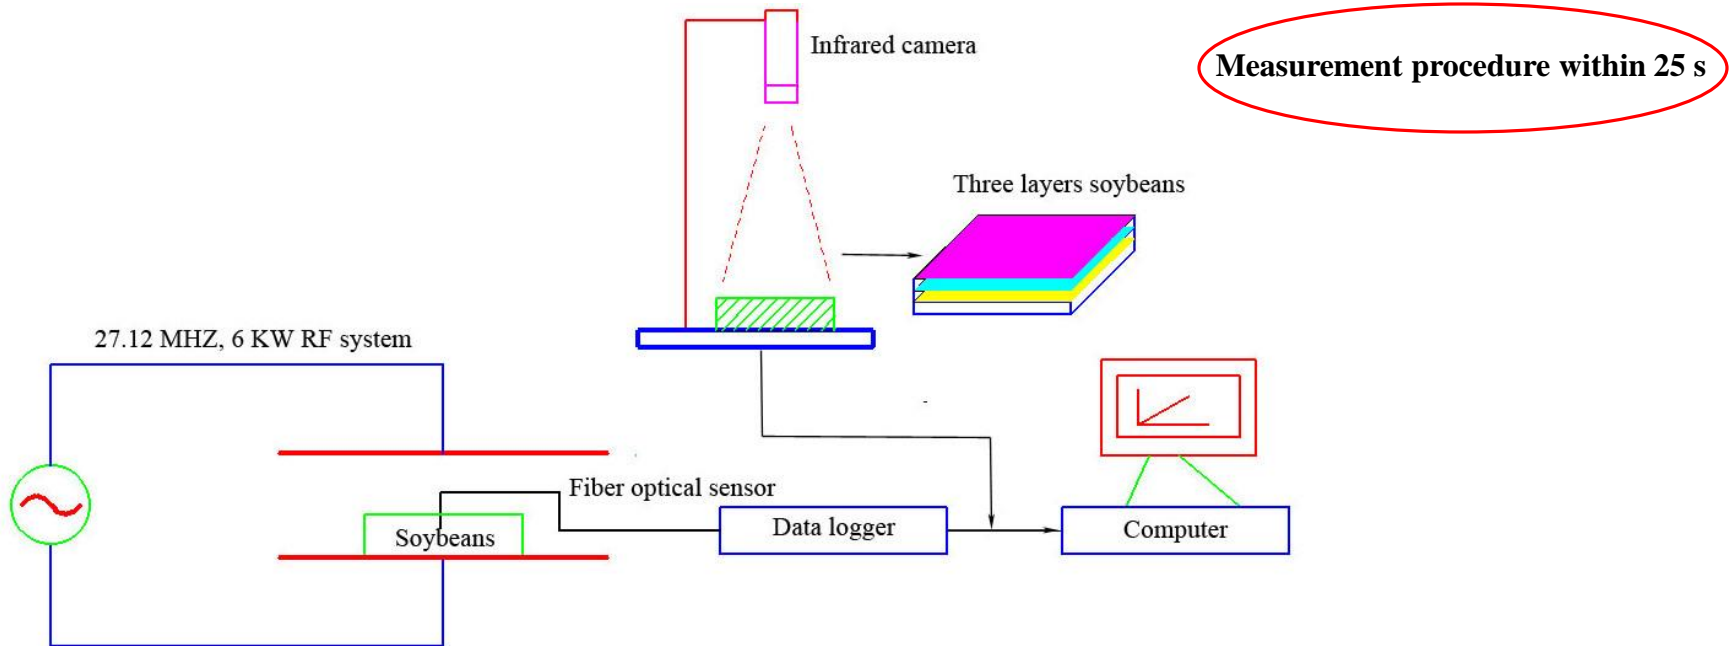 Infrared camera
Measurement procedure within 25 s
Three layers soybeans
27.12 MHZ, 6 KW RF system
Fiber optical sensor
Soybeans
Data logger
Computer